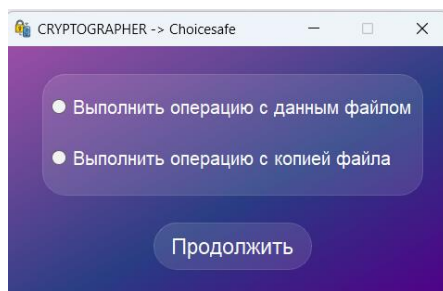 CRYPTOGRAPHER -> Choicesafe
Выполнить операцию с данным файлом
Выполнить операцию с копией файла
Продолжить